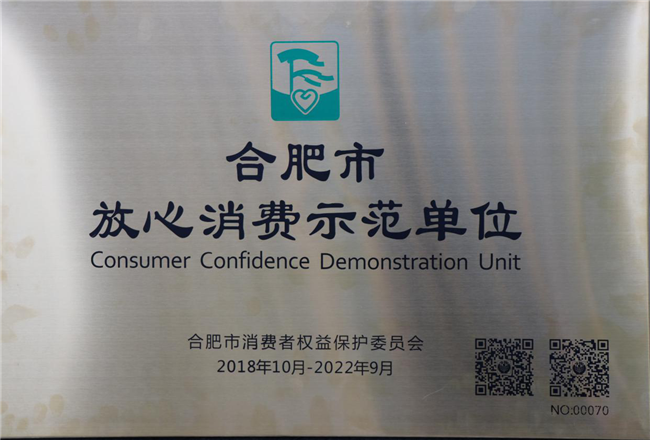 合肥市
放心消费示范单位
Consumer Confidence Demonstration Unit
合肥市消费者权益保护委员会
2018年10月-2022年9月
NO:00070